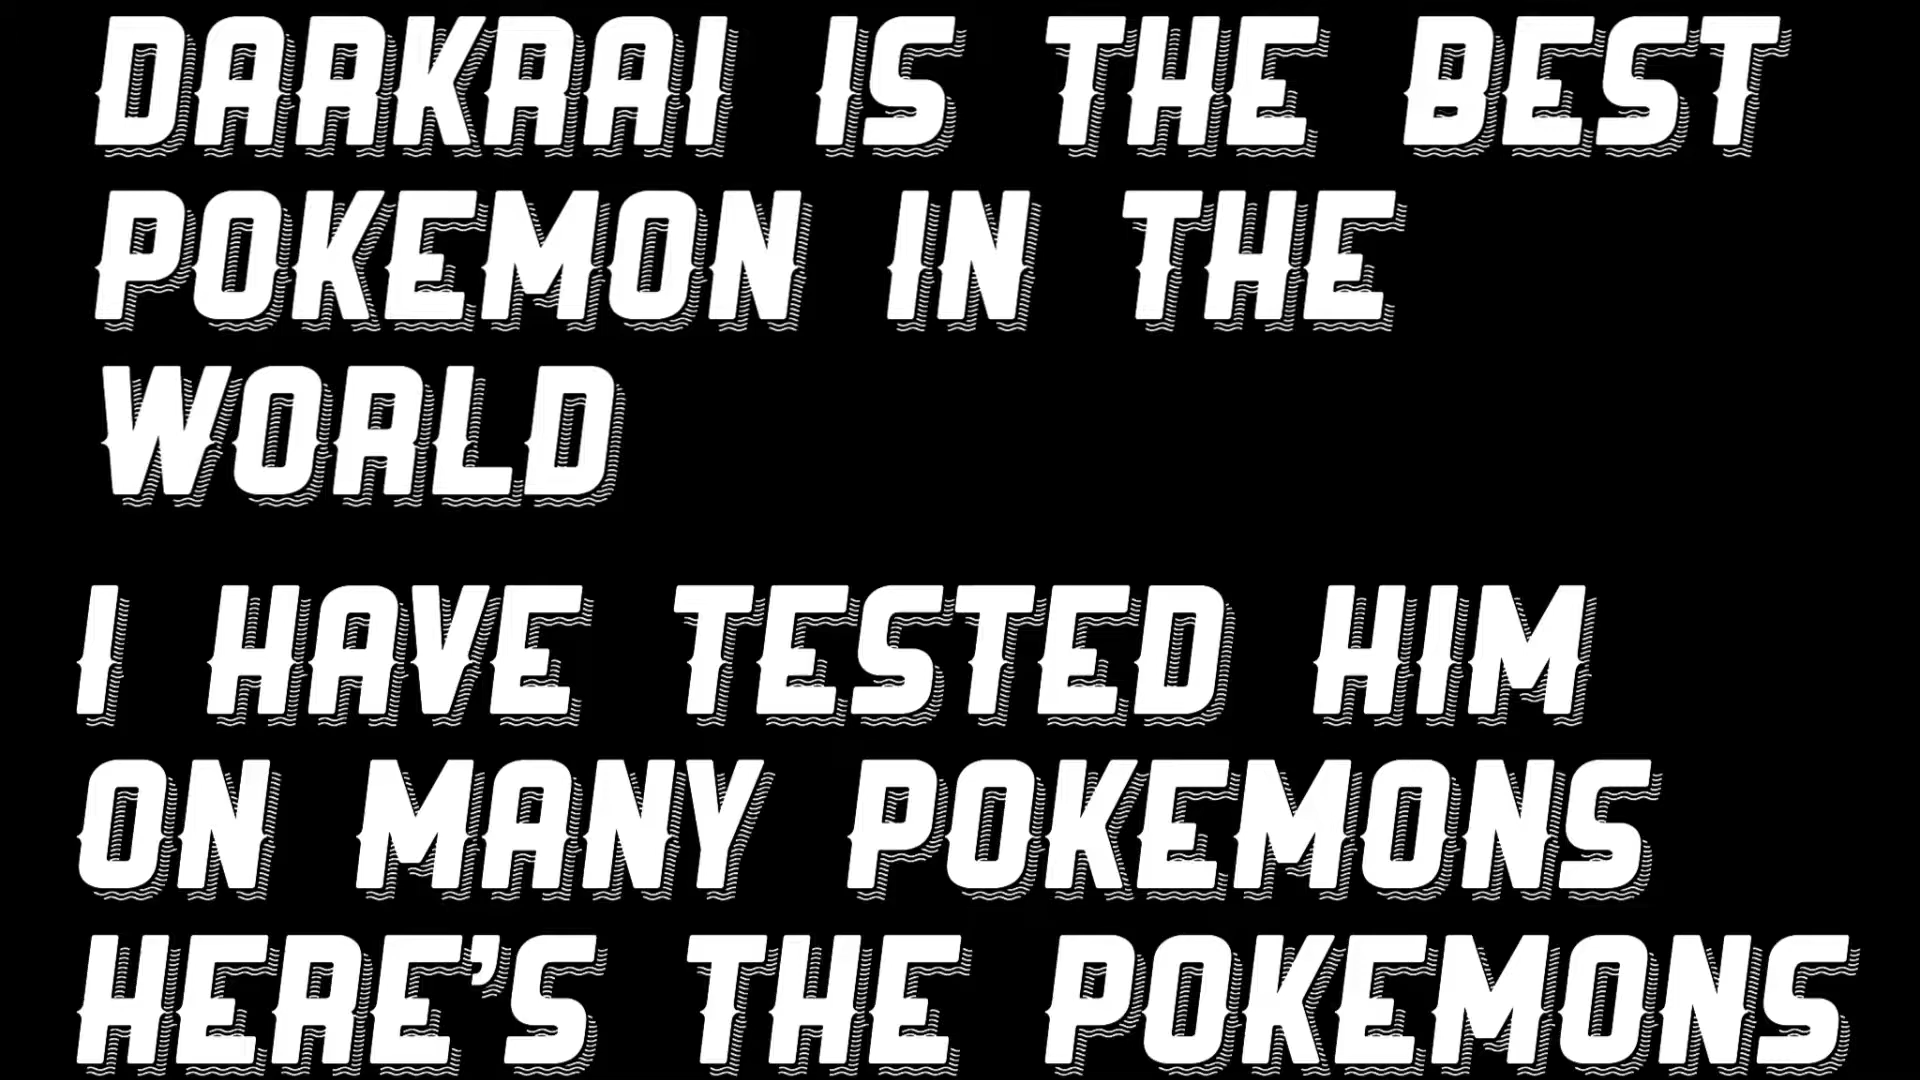 DARKRAI IS THE BEST
POKEMON IN THE
WORLD
I HAVE TESTED HIM
ON MANY POKEMONS
HERE'S THE POKEMONS